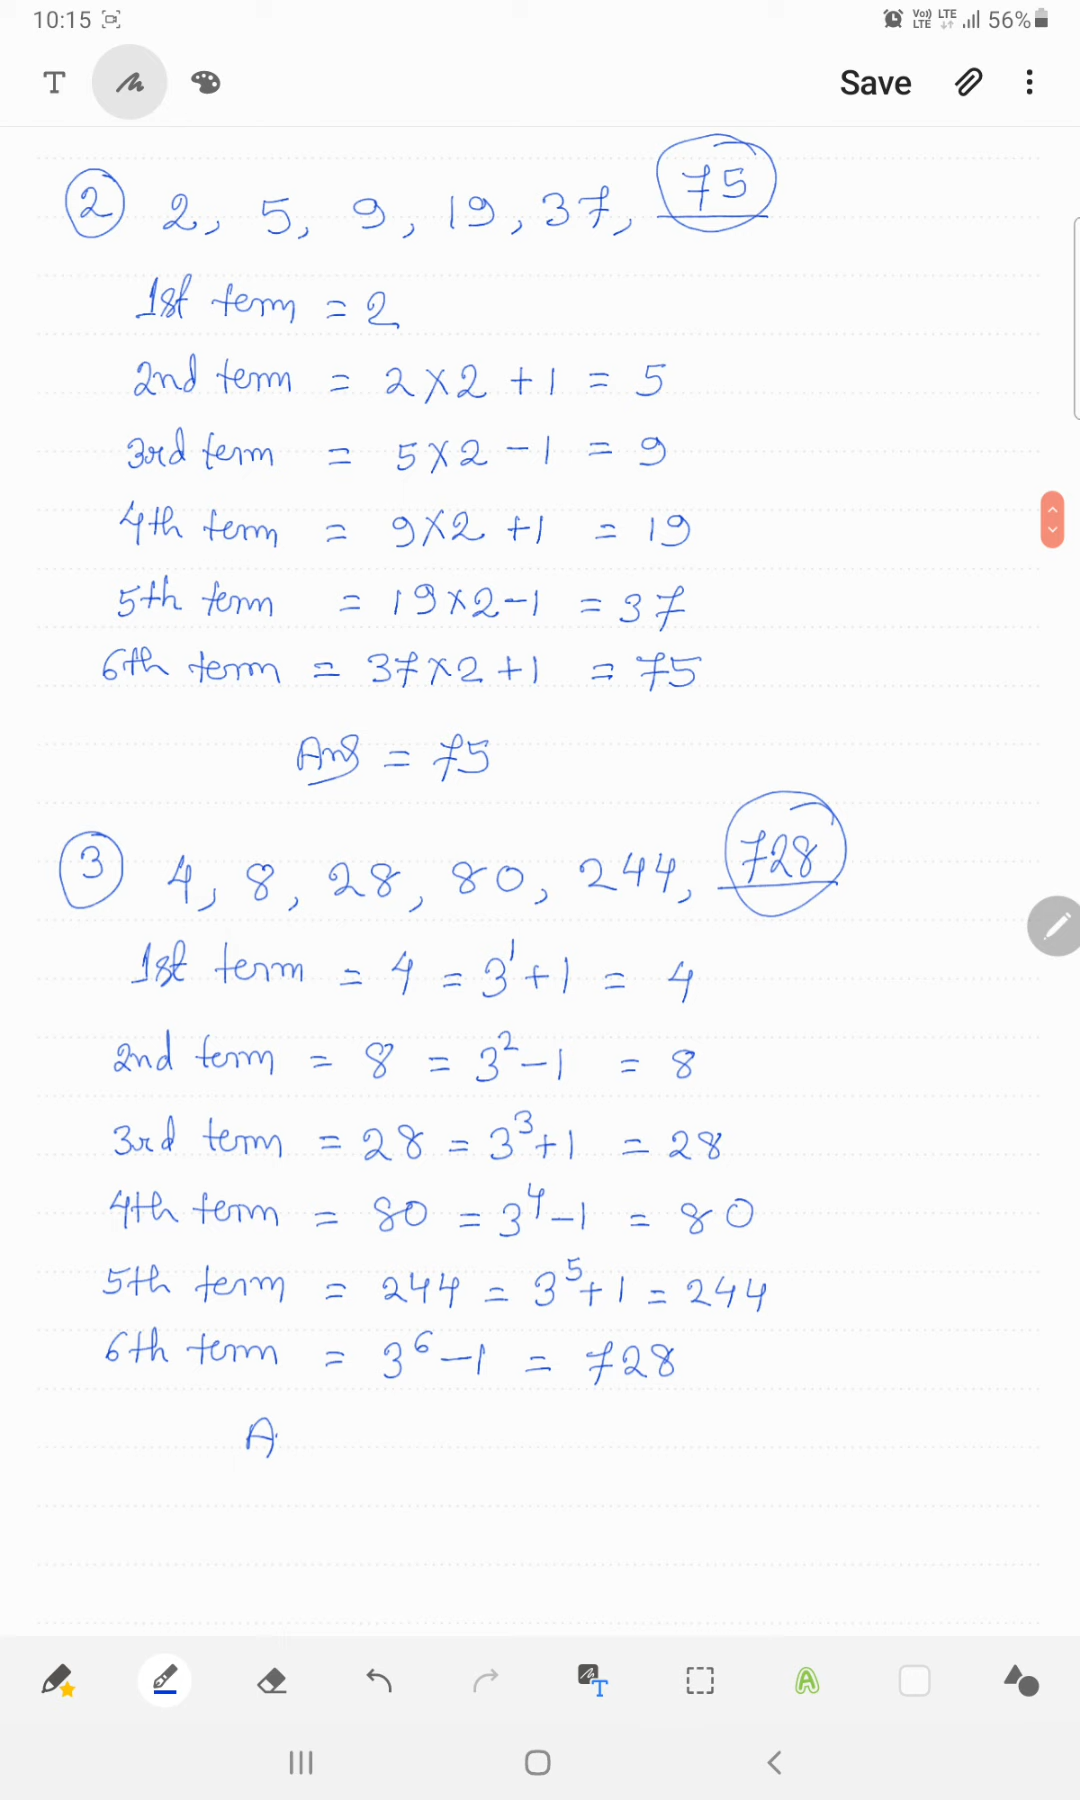 10:15 Vo)) LTE LTE 56%
T Save
2 2, 5, 9, 19, 37, 75
1st term = 2
2nd term = 2×2 +1 = 5
3rd term = 5×2 -1 = 9
4th term = 9×2 +1 = 19
5th term = 19×2-1 = 37
6th term = 37×2+1 = 75
Ans = 75
3 4, 8, 28, 80, 244, 728
1st term = 4 = 3¹+1 = 4
2nd term = 8 = 3²-1 = 8
3rd term = 28 = 3³+1 = 28
4th term = 80 = 3⁴-1 = 80
5th term = 244 = 3⁵+1 = 244
6th term = 3⁶-1 = 728
A
T A